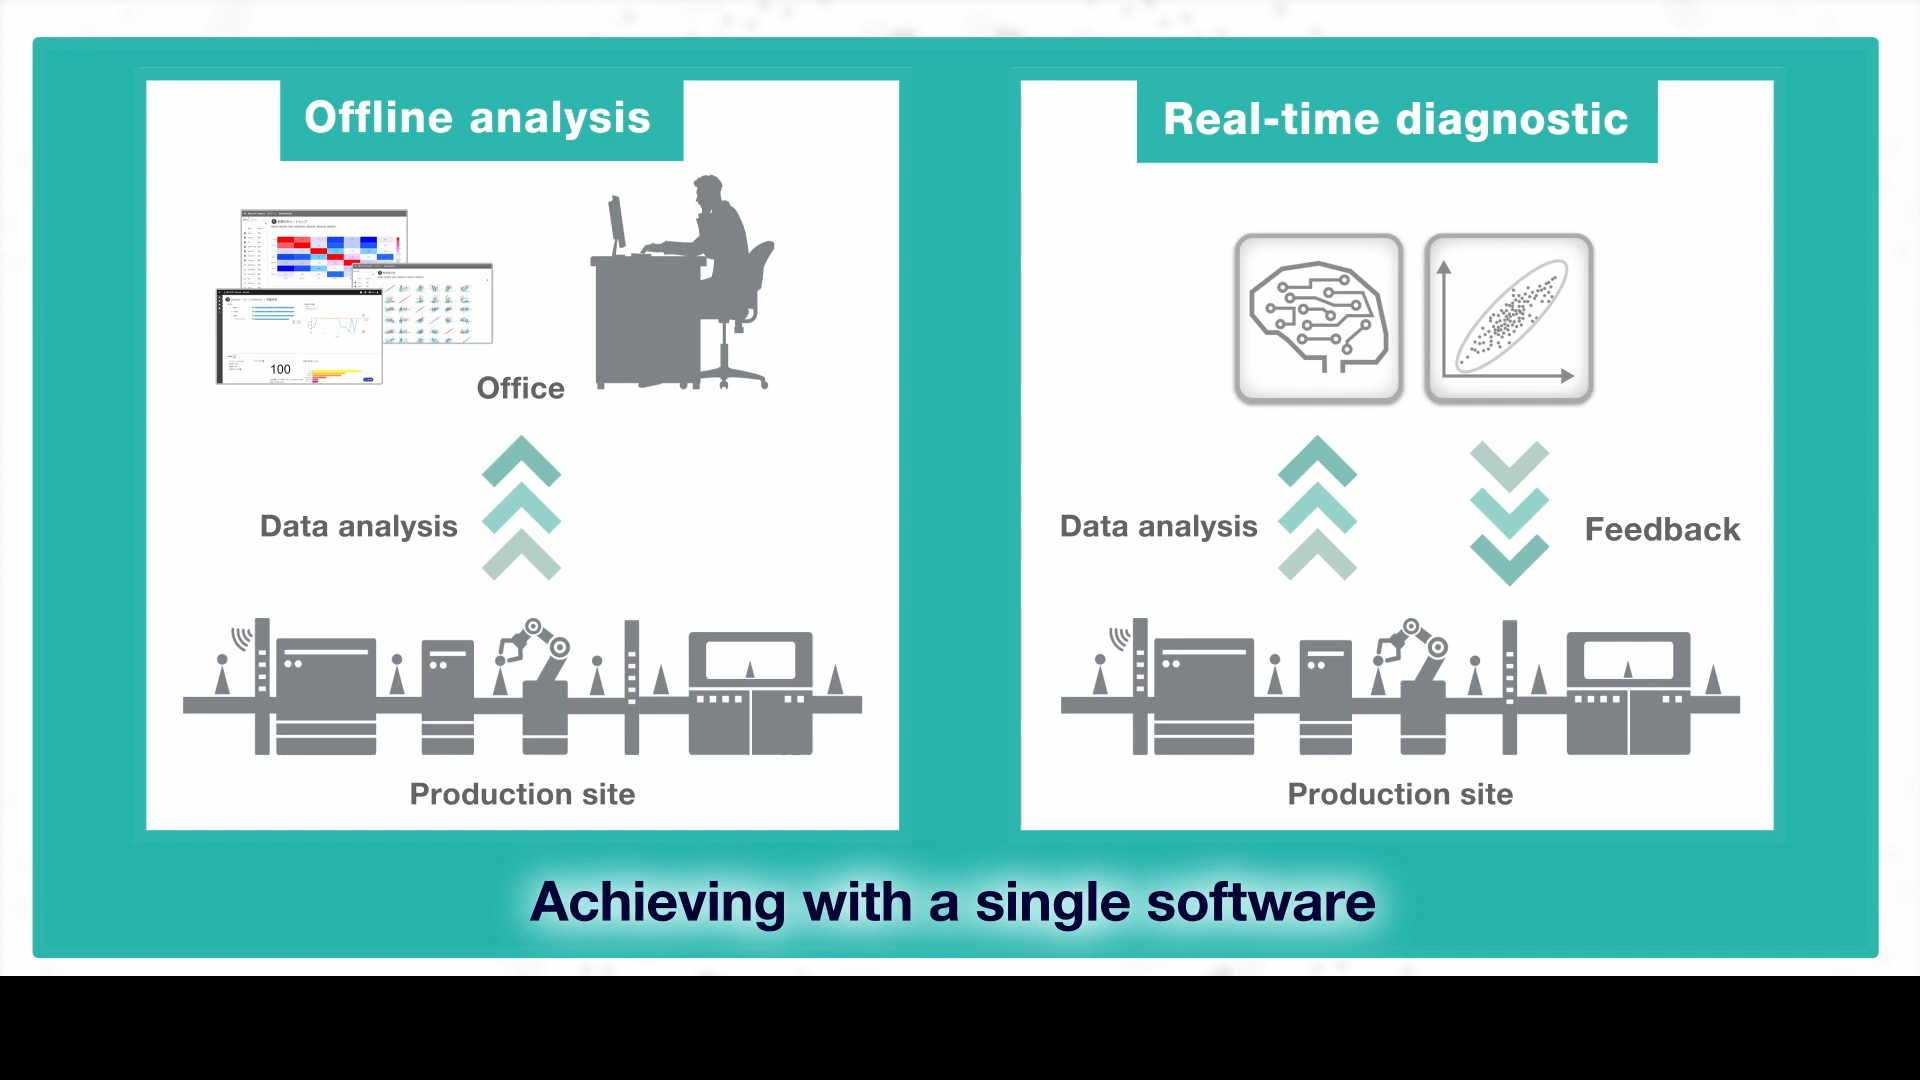 Offline analysis
100
Office
Data analysis
Production site
Real-time diagnostic
Data analysis
Feedback
Production site
Achieving with a single software